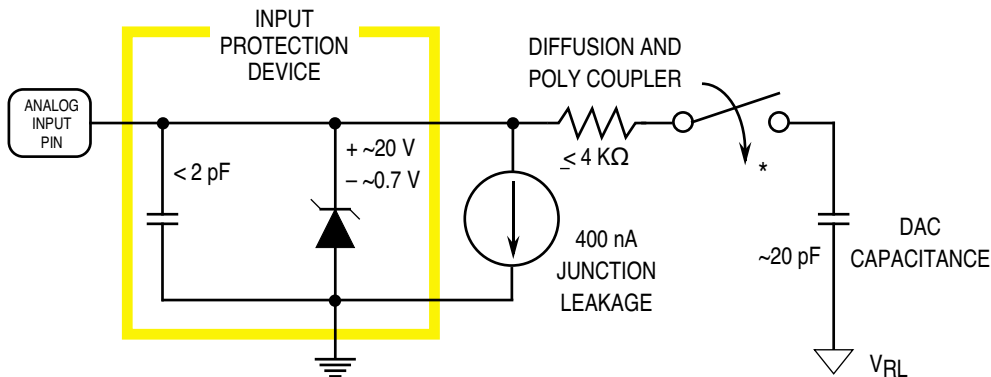 INPUT
PROTECTION
DEVICE
DIFFUSION AND
POLY COUPLER
ANALOG
INPUT
PIN
< 2 pF
+ ~20 V
– ~0.7 V
≤ 4 KΩ
*
400 nA
JUNCTION
LEAKAGE
~20 pF
DAC
CAPACITANCE
VRL